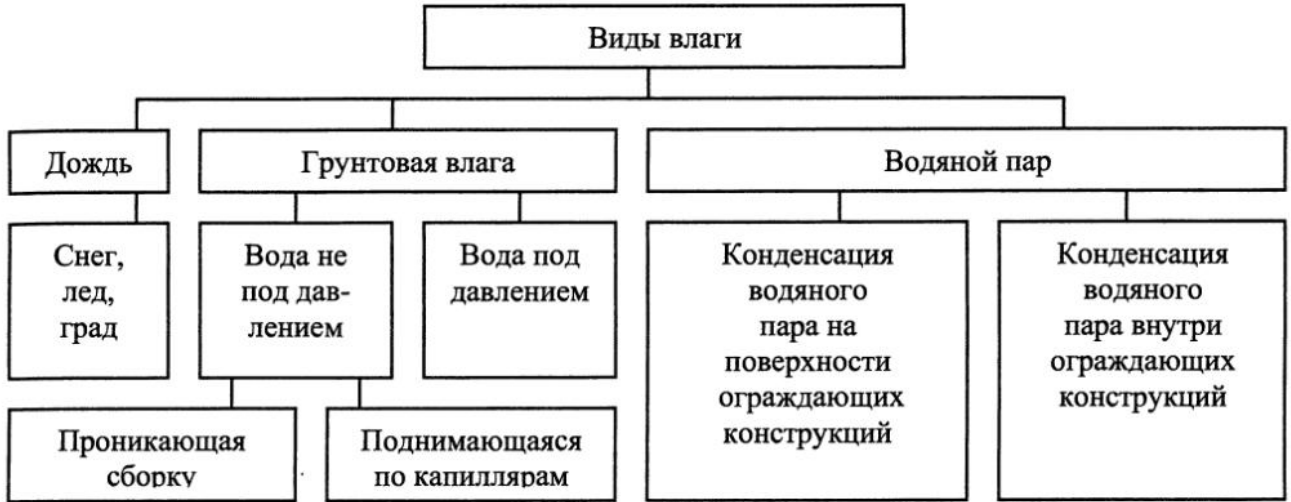 Виды влаги
Дождь
Грунтовая влага
Водяной пар
Снег,
лед,
град
Вода не
под дав-
лением
Вода под
давлением
Конденсация
водяного
пара на
поверхности
ограждающих
конструкций
Конденсация
водяного
пара внутри
ограждающих
конструкций
Проникающая
сборку
Поднимающаяся
по капиллярам